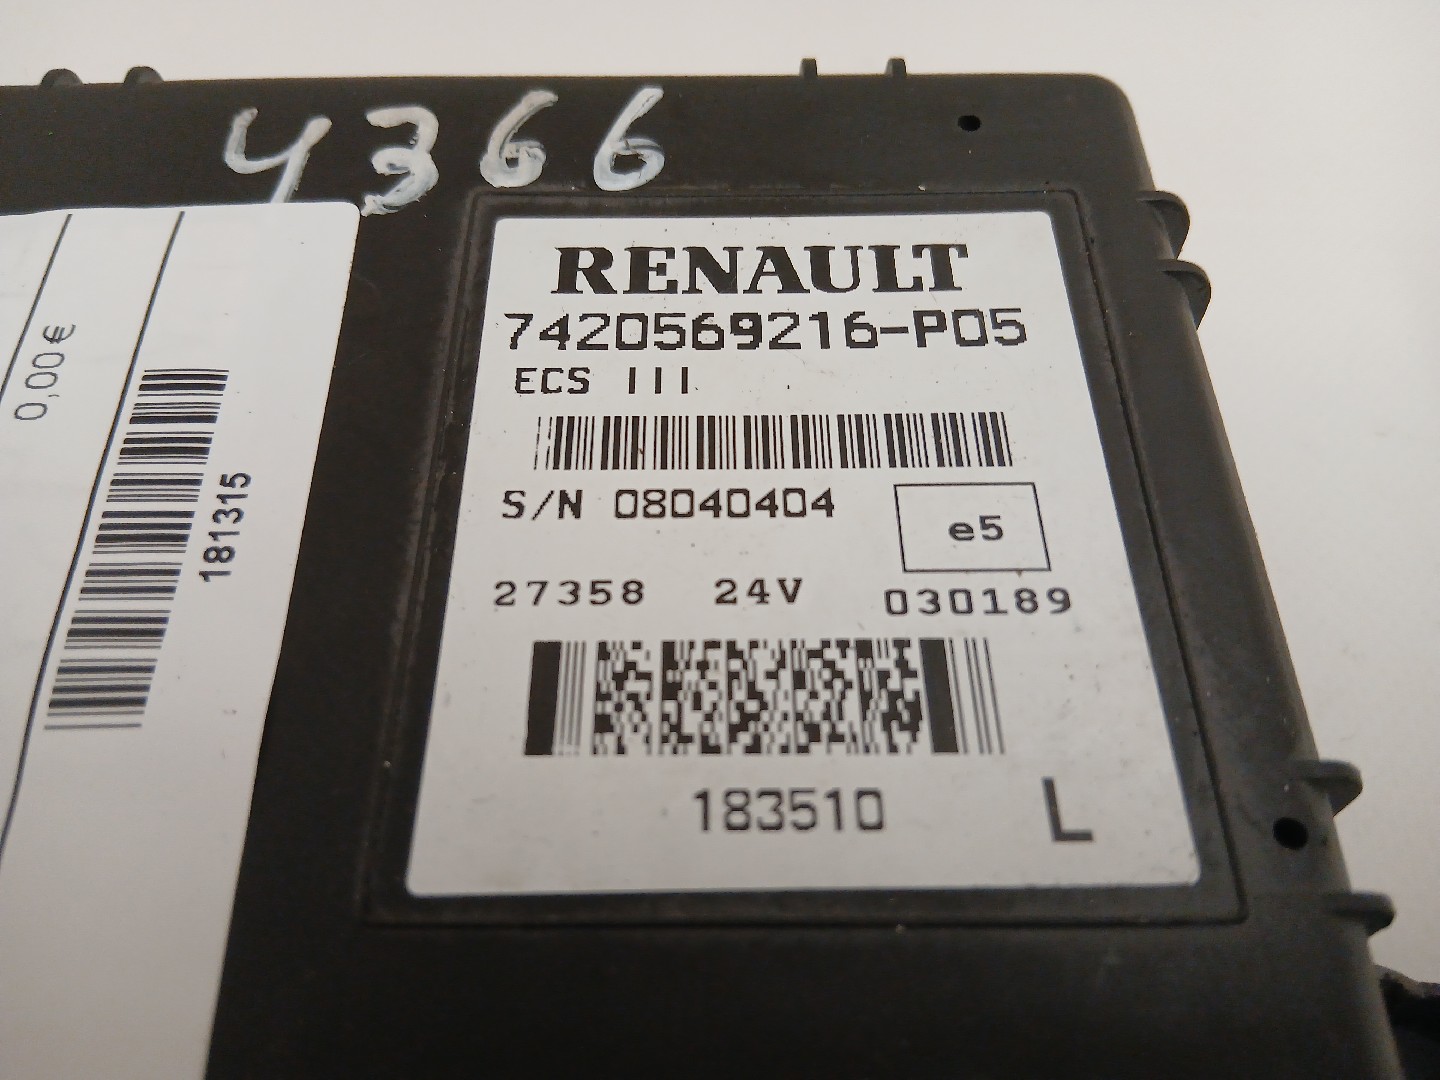 4366
RENAULT
7420569216-P05
ECS III
S/N 08040404
e5
27358 24V 030189
183510 L
0,00€
181315